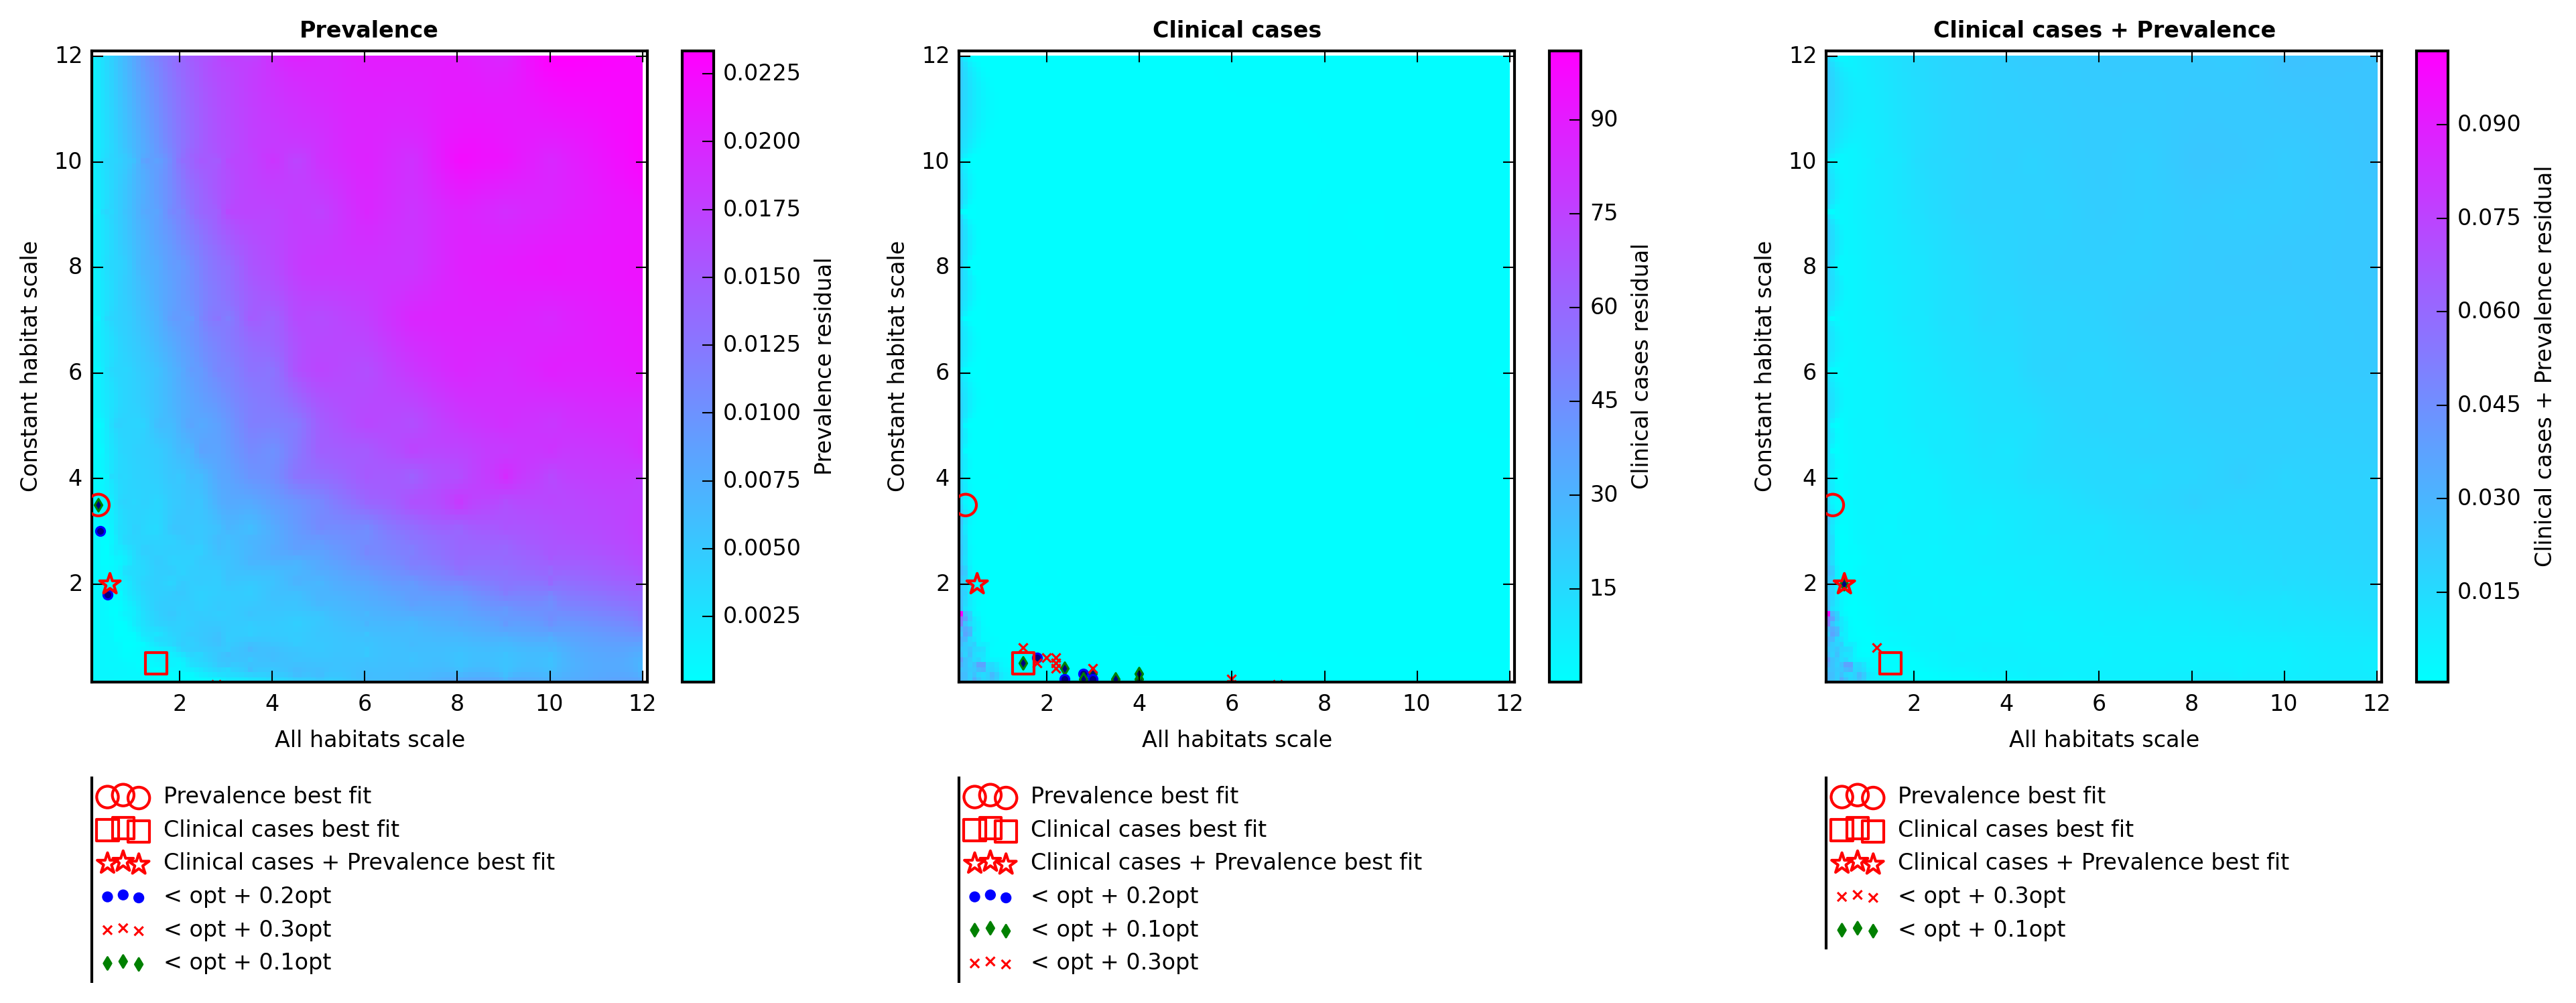 Prevalence
Constant habitat scale
12
10
8
6
4
2
2 4 6 8 10 12
All habitats scale
0.0225
0.0200
0.0175
0.0150
0.0125
0.0100
0.0075
0.0050
0.0025
Prevalence residual
Prevalence best fit
Clinical cases best fit
Clinical cases + Prevalence best fit
< opt + 0.2opt
< opt + 0.3opt
< opt + 0.1opt
Clinical cases
Constant habitat scale
12
10
8
6
4
2
2 4 6 8 10 12
All habitats scale
90
75
60
45
30
15
Clinical cases residual
Prevalence best fit
Clinical cases best fit
Clinical cases + Prevalence best fit
< opt + 0.2opt
< opt + 0.1opt
< opt + 0.3opt
Clinical cases + Prevalence
Constant habitat scale
12
10
8
6
4
2
2 4 6 8 10 12
All habitats scale
0.090
0.075
0.060
0.045
0.030
0.015
Clinical cases + Prevalence residual
Prevalence best fit
Clinical cases best fit
Clinical cases + Prevalence best fit
< opt + 0.3opt
< opt + 0.1opt